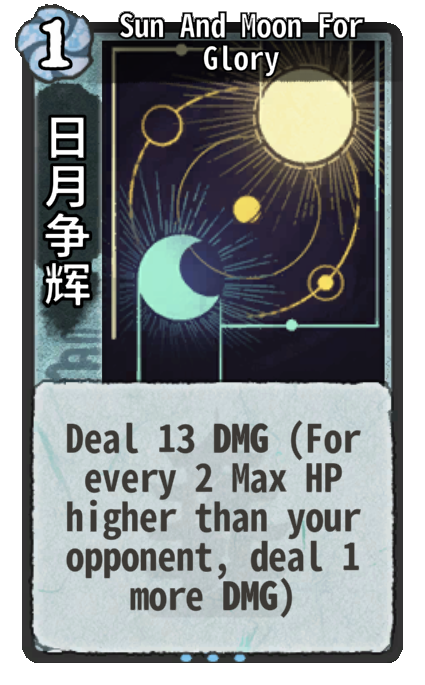 1
Sun And Moon For
Glory
日月争辉
Deal 13 DMG (For
every 2 Max HP
higher than your
opponent, deal 1
more DMG)